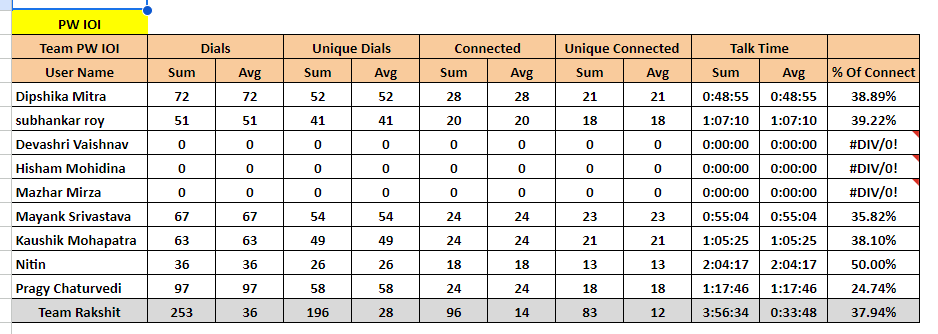 PW IOI
Team PW IOI Dials Unique Dials Connected Unique Connected Talk Time
User Name Sum Avg Sum Avg Sum Avg Sum Avg Sum Avg % Of Connect
Dipshika Mitra 72 72 52 52 28 28 21 21 0:48:55 0:48:55 38.89%
subhankar roy 51 51 41 41 20 20 18 18 1:07:10 1:07:10 39.22%
Devashri Vaishnav 0 0 0 0 0 0 0 0 0:00:00 0:00:00 #DIV/0!
Hisham Mohidina 0 0 0 0 0 0 0 0 0:00:00 0:00:00 #DIV/0!
Mazhar Mirza 0 0 0 0 0 0 0 0 0:00:00 0:00:00 #DIV/0!
Mayank Srivastava 67 67 54 54 24 24 23 23 0:55:04 0:55:04 35.82%
Kaushik Mohapatra 63 63 49 49 24 24 21 21 1:05:25 1:05:25 38.10%
Nitin 36 36 26 26 18 18 13 13 2:04:17 2:04:17 50.00%
Pragy Chaturvedi 97 97 58 58 24 24 18 18 1:17:46 1:17:46 24.74%
Team Rakshit 253 36 196 28 96 14 83 12 3:56:34 0:33:48 37.94%